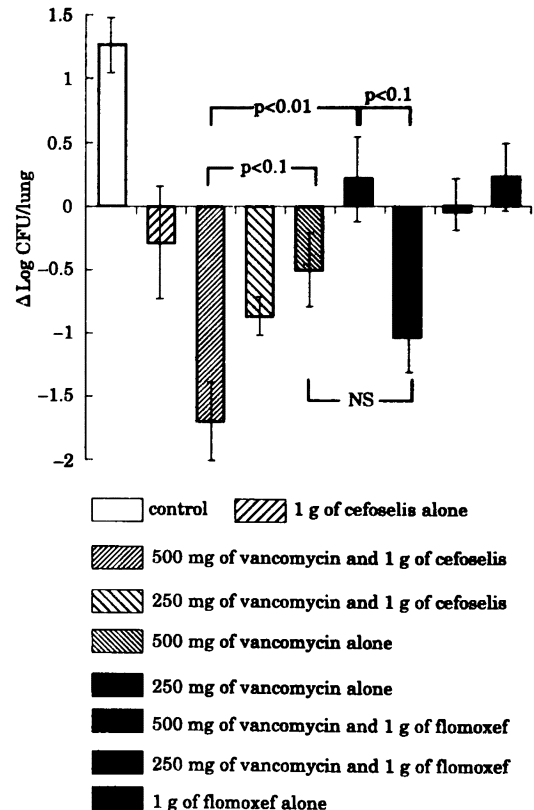 1.5
1
p<0.1
p<0.01
0.5
p<0.1
0
Δ Log CFU/lung
−0.5
−1
−1.5
NS
−2
control
1 g of cefoselis alone
500 mg of vancomycin and 1 g of cefoselis
250 mg of vancomycin and 1 g of cefoselis
500 mg of vancomycin alone
250 mg of vancomycin alone
500 mg of vancomycin and 1 g of flomoxef
250 mg of vancomycin and 1 g of flomoxef
1 g of flomoxef alone